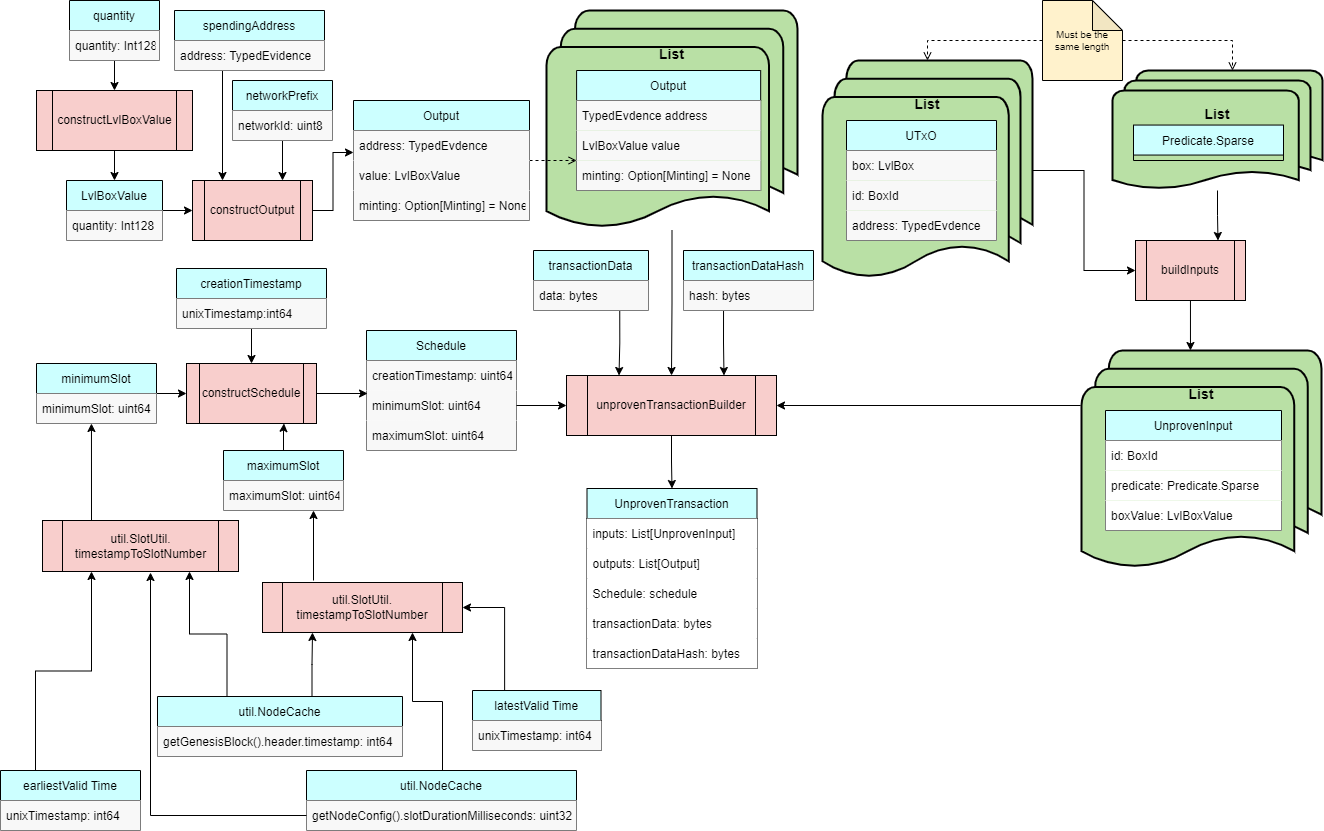 quantity
quantity: Int128
spendingAddress
address: TypedEvidence
constructLvlBoxValue
networkPrefix
networkId: uint8
LvlBoxValue
quantity: Int128
constructOutput
Output
address: TypedEvdence
value: LvlBoxValue
minting: Option[Minting] = None
List
Output
TypedEvdence address
LvlBoxValue value
minting: Option[Minting] = None
Must be the
same length
List
UTxO
box: LvlBox
id: BoxId
address: TypedEvdence
List
Predicate.Sparse
buildInputs
transactionData
data: bytes
transactionDataHash
hash: bytes
creationTimestamp
unixTimestamp:int64
minimumSlot
minimumSlot: uint64
constructSchedule
Schedule
creationTimestamp: uint64
minimumSlot: uint64
maximumSlot: uint64
unprovenTransactionBuilder
List
UnprovenInput
id: BoxId
predicate: Predicate.Sparse
boxValue: LvlBoxValue
maximumSlot
maximumSlot: uint64
UnprovenTransaction
inputs: List[UnprovenInput]
outputs: List[Output]
Schedule: schedule
transactionData: bytes
transactionDataHash: bytes
util.SlotUtil.
timestampToSlotNumber
util.SlotUtil.
timestampToSlotNumber
util.NodeCache
getGenesisBlock().header.timestamp: int64
latestValid Time
unixTimestamp: int64
earliestValid Time
unixTimestamp: int64
util.NodeCache
getNodeConfig().slotDurationMilliseconds: uint32